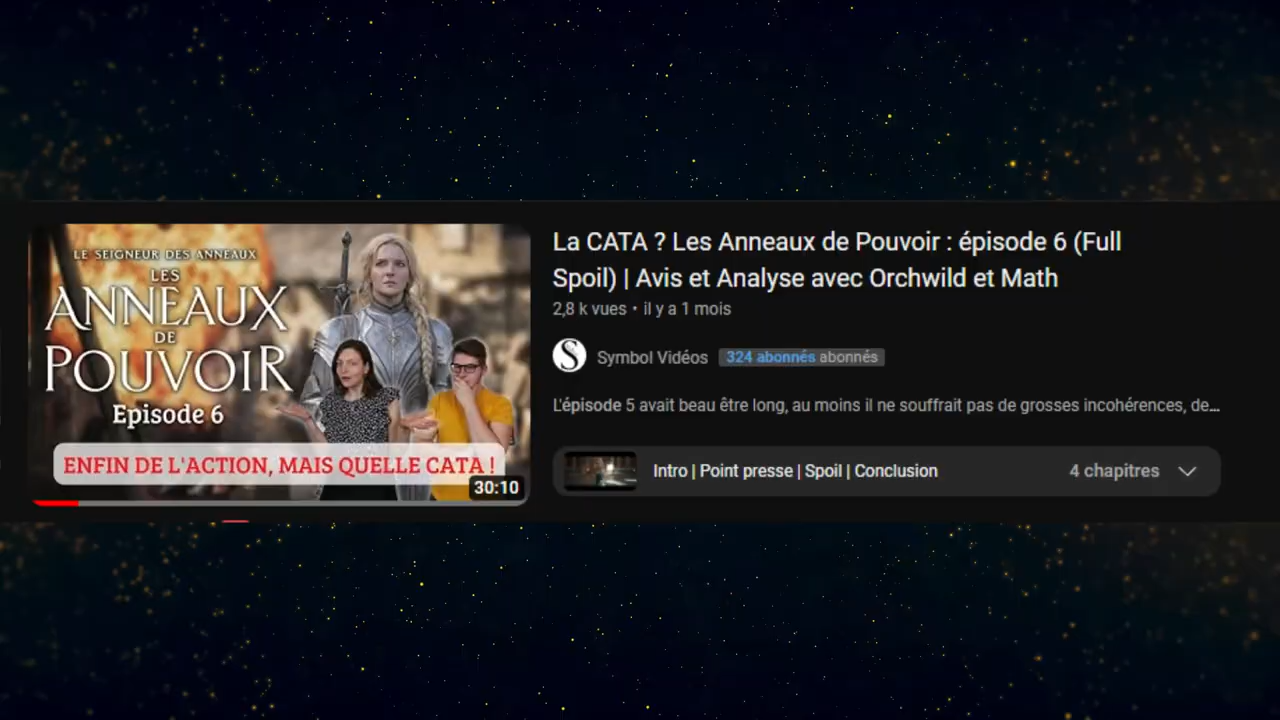 LE SEIGNEUR DES ANNEAUX
LES
ANNEAUX
DE
POUVOIR
Episode 6
ENFIN DE L'ACTION, MAIS QUELLE CATA !
30:10
La CATA ? Les Anneaux de Pouvoir : épisode 6 (Full
Spoil) | Avis et Analyse avec Orchwild et Math
2,8 k vues • il y a 1 mois
S
Symbol Vidéos 324 abonnés abonnés
L'épisode 5 avait beau être long, au moins il ne souffrait pas de grosses incohérences, de...
Intro | Point presse | Spoil | Conclusion 4 chapitres